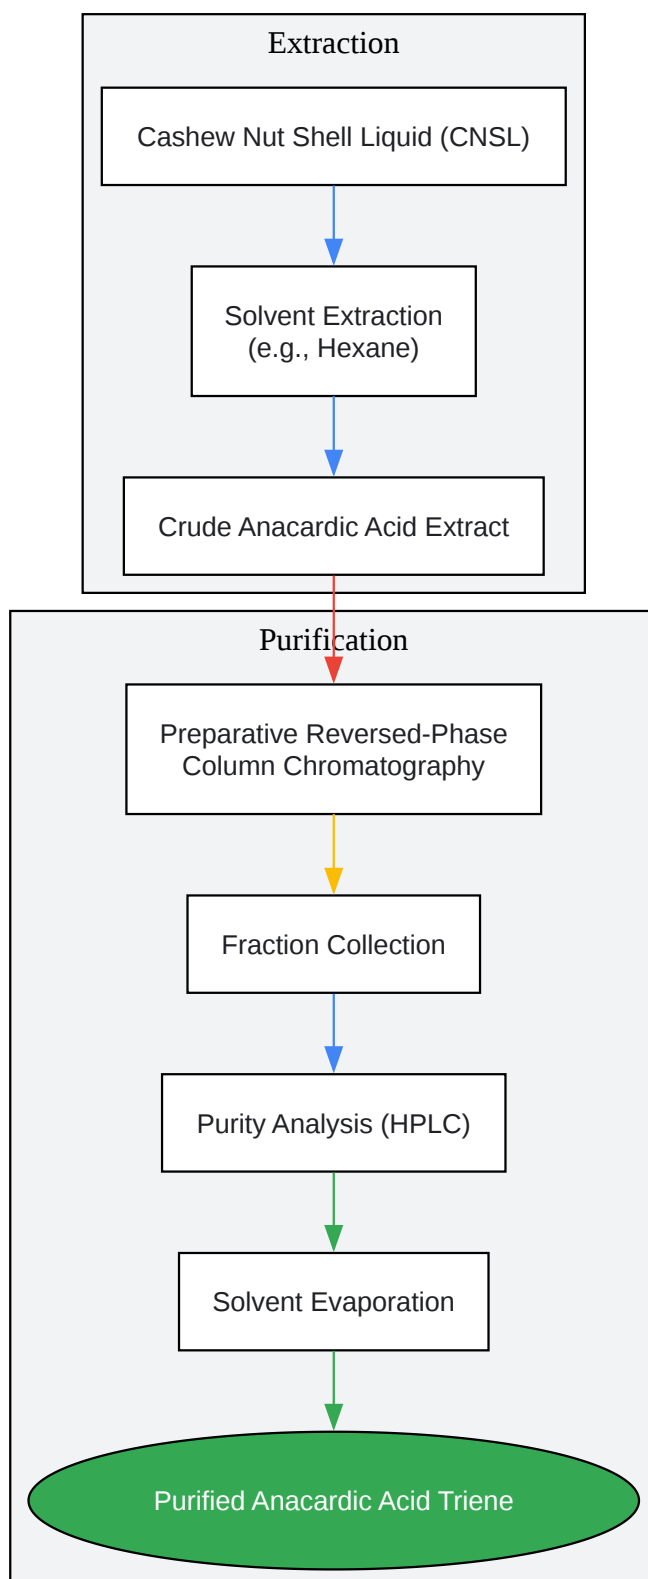 Extraction
Cashew Nut Shell Liquid (CNSL)
Solvent Extraction
(e.g., Hexane)
Crude Anacardic Acid Extract
Purification
Preparative Reversed-Phase
Column Chromatography
Fraction Collection
Purity Analysis (HPLC)
Solvent Evaporation
Purified Anacardic Acid Triene